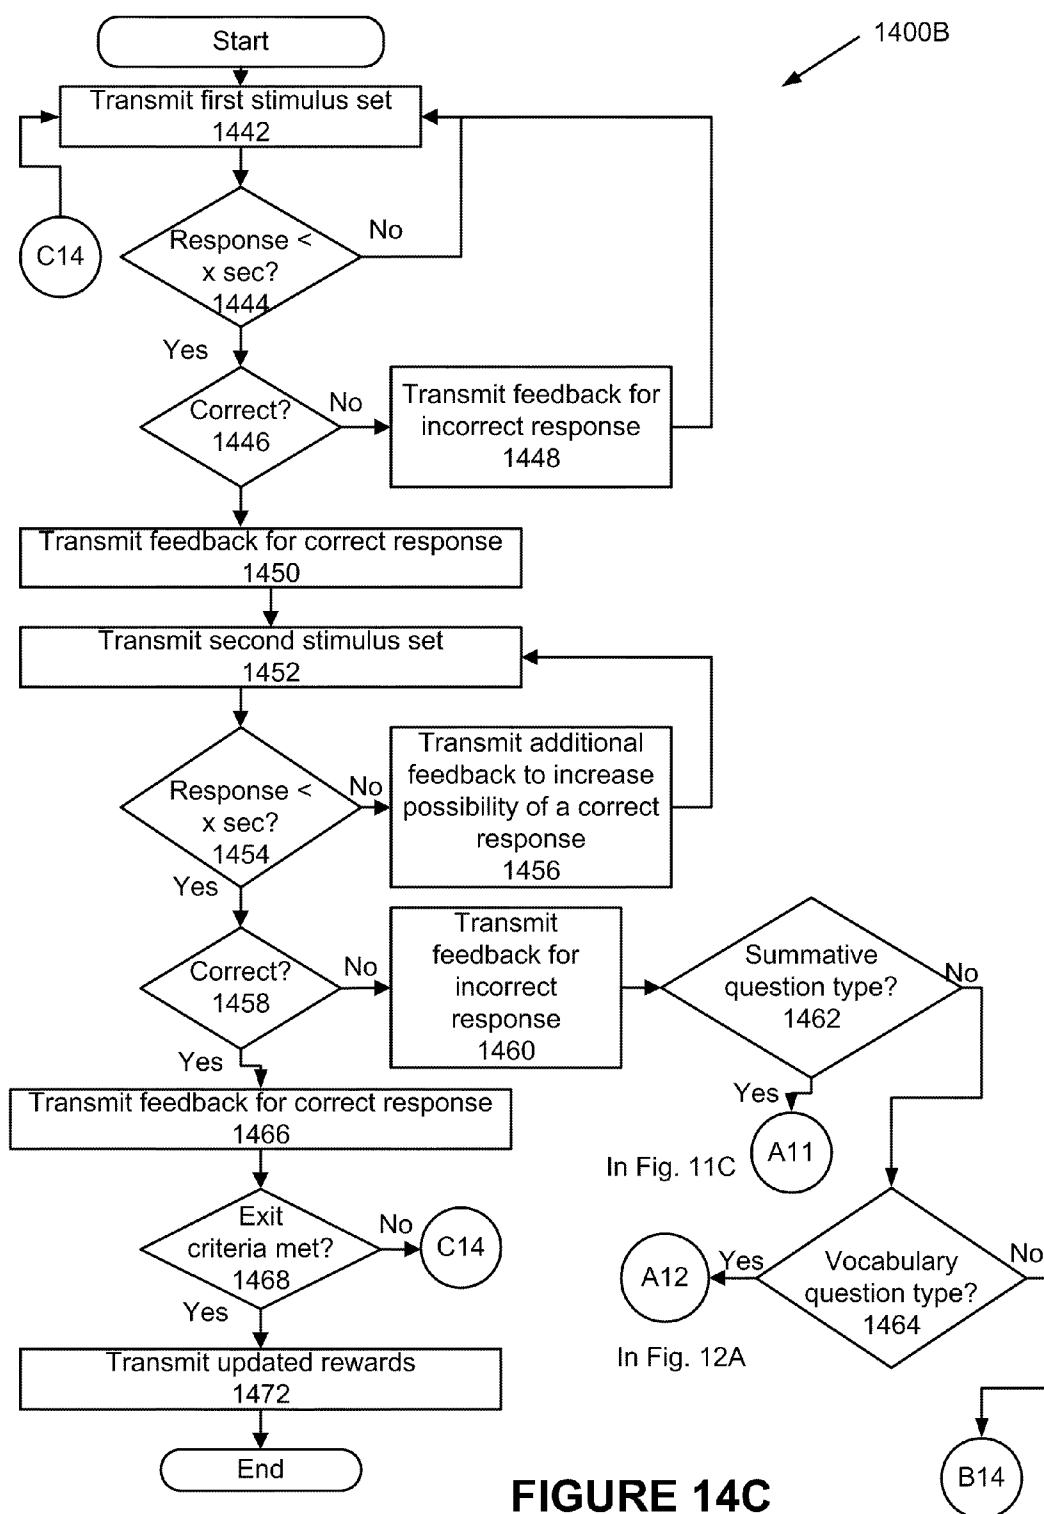 Start
1400B
Transmit first stimulus set
1442
C14
Response <
x sec?
1444
No
Yes
Correct?
1446
No
Transmit feedback for
incorrect response
1448
Transmit feedback for correct response
1450
Transmit second stimulus set
1452
Response <
x sec?
1454
No
Transmit additional
feedback to increase
possibility of a correct
response
1456
Yes
Correct?
1458
No
Transmit
feedback for
incorrect
response
1460
Summative
question type?
1462
No
Yes
A11
In Fig. 11C
Yes
Transmit feedback for correct response
1466
Exit
criteria met?
1468
No
C14
A12
Yes
Vocabulary
question type?
1464
No
In Fig. 12A
Yes
Transmit updated rewards
1472
End
B14
FIGURE 14C